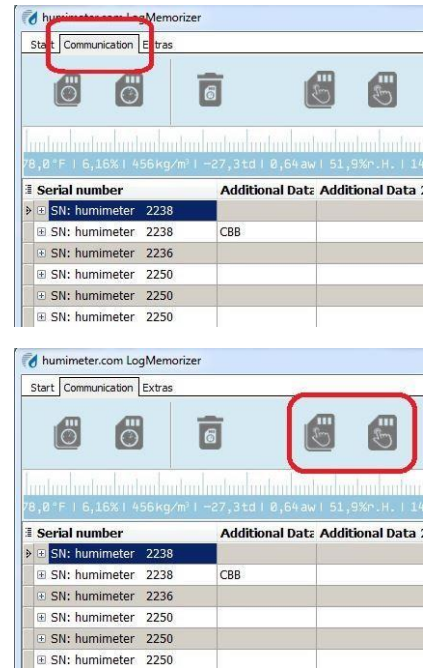 humimeter.com LogMemorizer
Start Communication Extras
78,0°F | 6,16% | 456kg/m³ | -27,3td | 0,64aw | 51,9%r.H. | 14
Serial number Additional Data Additional Data 2
SN: humimeter 2238
SN: humimeter 2238 CBB
SN: humimeter 2236
SN: humimeter 2250
SN: humimeter 2250
SN: humimeter 2250
humimeter.com LogMemorizer
Start Communication Extras
78,0°F | 6,16% | 456kg/m³ | -27,3td | 0,64aw | 51,9%r.H. | 14
Serial number Additional Data Additional Data 2
SN: humimeter 2238
SN: humimeter 2238 CBB
SN: humimeter 2236
SN: humimeter 2250
SN: humimeter 2250
SN: humimeter 2250